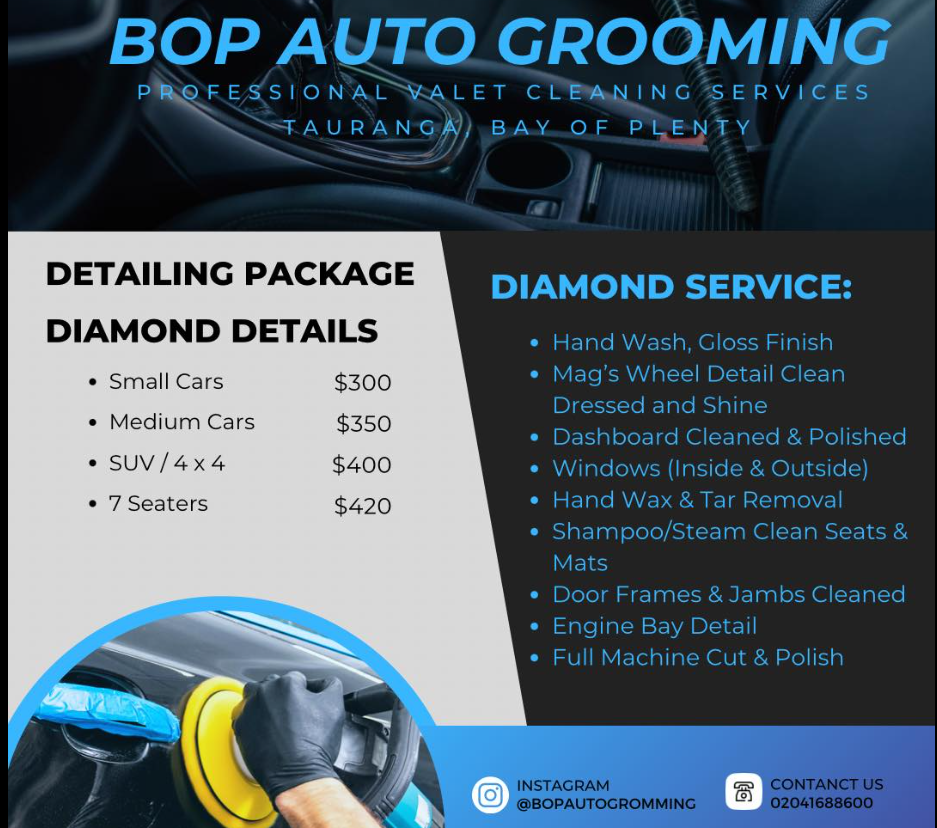 BOP AUTO GROOMING
PROFESSIONAL VALET CLEANING SERVICES
TAURANGA, BAY OF PLENTY
DETAILING PACKAGE
DIAMOND DETAILS
• Small Cars $300
• Medium Cars $350
• SUV / 4 x 4 $400
• 7 Seaters $420
DIAMOND SERVICE:
• Hand Wash, Gloss Finish
• Mag's Wheel Detail Clean
Dressed and Shine
• Dashboard Cleaned & Polished
• Windows (Inside & Outside)
• Hand Wax & Tar Removal
• Shampoo/Steam Clean Seats &
Mats
• Door Frames & Jambs Cleaned
• Engine Bay Detail
• Full Machine Cut & Polish
INSTAGRAM
@BOPAUTOGROMMING
CONTANCT US
02041688600